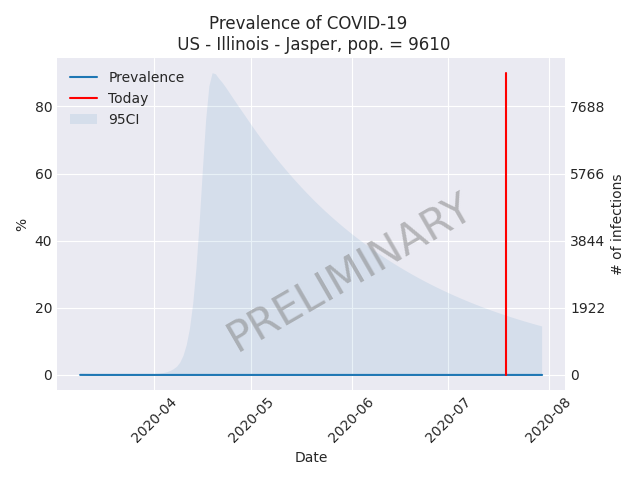 Prevalence of COVID-19
US - Illinois - Jasper, pop. = 9610
Prevalence
Today
95CI
80
60
40
20
0
%
7688
5766
3844
1922
0
# of infections
PRELIMINARY
2020-04
2020-05
2020-06
2020-07
2020-08
Date